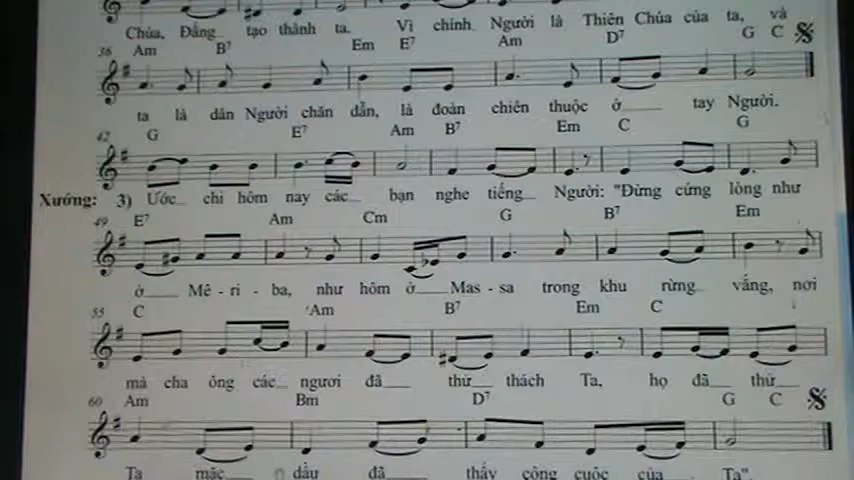 Chúa, Đấng tạo thành ta. Vì chính Người là Thiên Chúa của ta, và
36 Am B7 Em E7 Am D7 G C
ta là dân Người chăn dẫn, là đoàn chiên thuộc ở tay Người.
42 G E7 Am B7 Em C G
Xướng: 3) Ước chi hôm nay các bạn nghe tiếng Người: "Đừng cứng lòng như
49 E7 Am Cm G B7 Em
ở Mê - ri - ba, như hôm ở Mas - sa trong khu rừng vắng, nơi
55 C Am B7 Em C
mà cha ông các ngươi đã thử thách Ta, họ đã thử
60 Am Bm D7 G C
Ta mặc dầu đã thấy công cuộc của Ta".